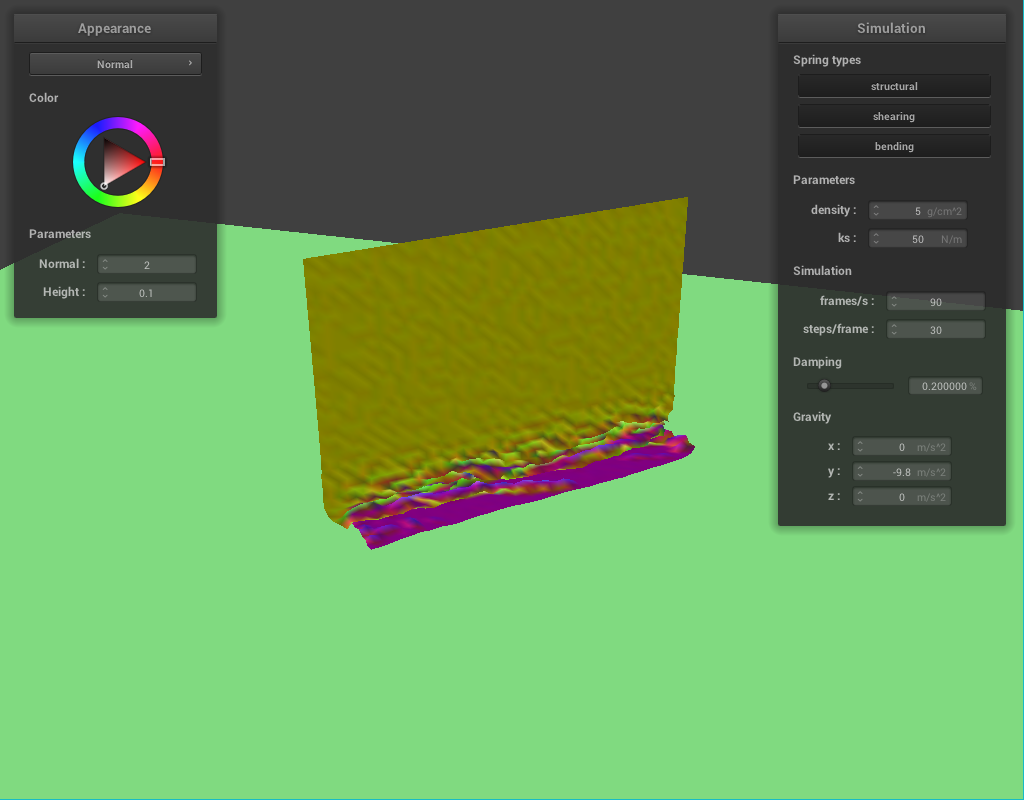 Appearance
Normal ›
Color
Parameters
Normal : 2
Height : 0.1
Simulation
Spring types
structural
shearing
bending
Parameters
density : 5 g/cm^2
ks : 50 N/m
Simulation
frames/s : 90
steps/frame : 30
Damping
0.200000 %
Gravity
x : 0 m/s^2
y : -9.8 m/s^2
z : 0 m/s^2